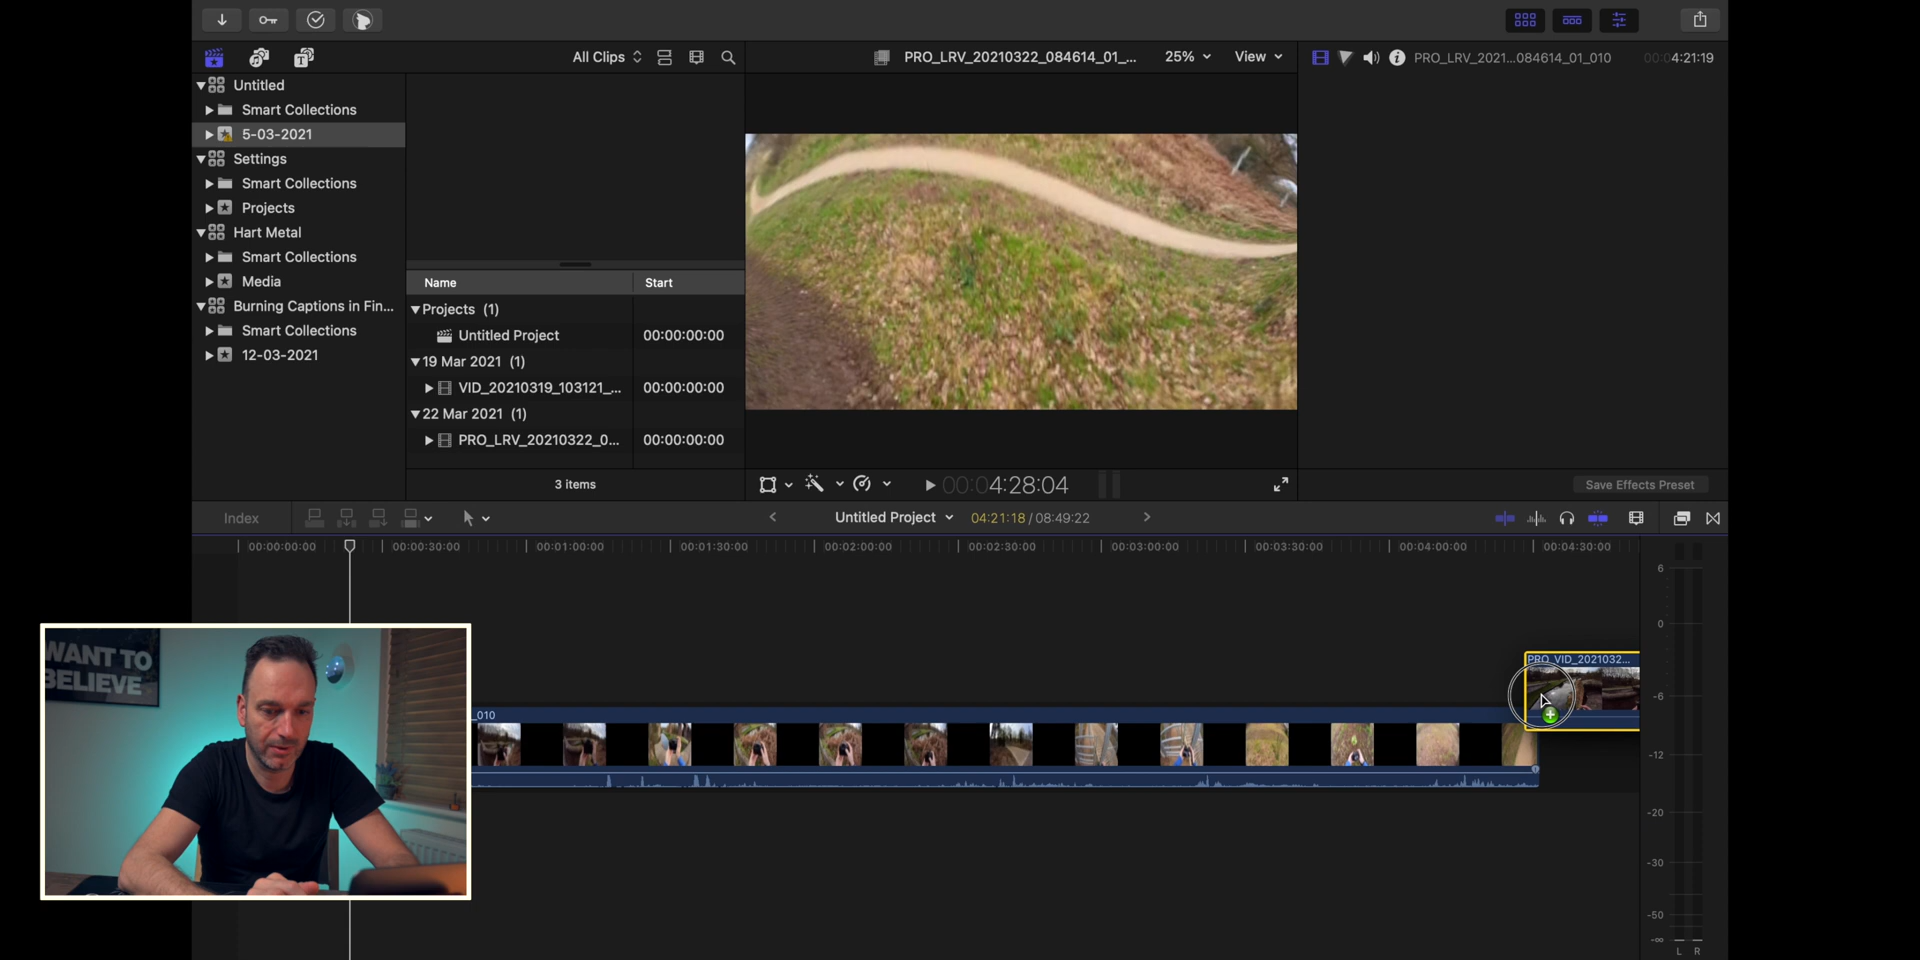 All Clips
PRO_LRV_20210322_084614_01_...
25%
View
PRO_LRV_2021...084614_01_010
00:04:21:19
Untitled
Smart Collections
5-03-2021
Settings
Smart Collections
Projects
Hart Metal
Smart Collections
Media
Burning Captions in Fin...
Smart Collections
12-03-2021
Name
Start
Projects (1)
Untitled Project
00:00:00:00
19 Mar 2021 (1)
VID_20210319_103121_...
00:00:00:00
22 Mar 2021 (1)
PRO_LRV_20210322_0...
00:00:00:00
3 items
00:04:28:04
Save Effects Preset
Index
Untitled Project
04:21:18 / 08:49:22
00:00:00:00
00:00:30:00
00:01:00:00
00:01:30:00
00:02:00:00
00:02:30:00
00:03:00:00
00:03:30:00
00:04:00:00
00:04:30:00
6
0
-6
-12
-20
-30
-50
-∞
L R
PRO_VID_2021032...
_010
WANT TO
BELIEVE